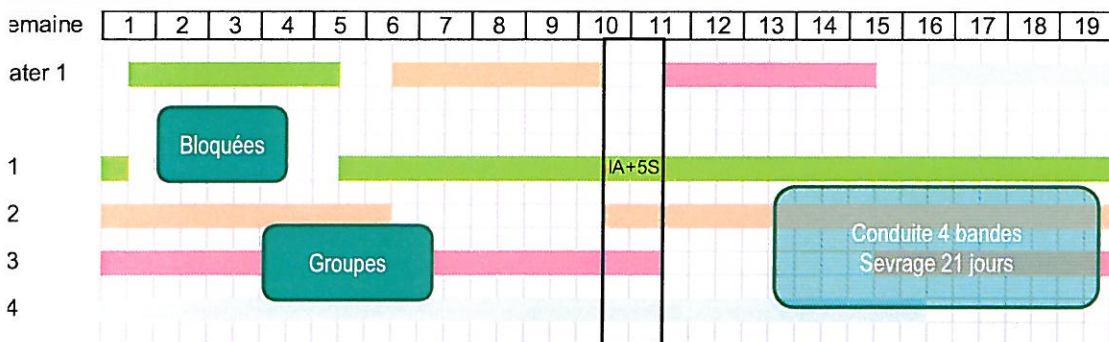 emaine 1 2 3 4 5 6 7 8 9 10 11 12 13 14 15 16 17 18 19
ater 1
Bloquées
1 IA+5S
2
Conduite 4 bandes
3 Groupes Sevrage 21 jours
4